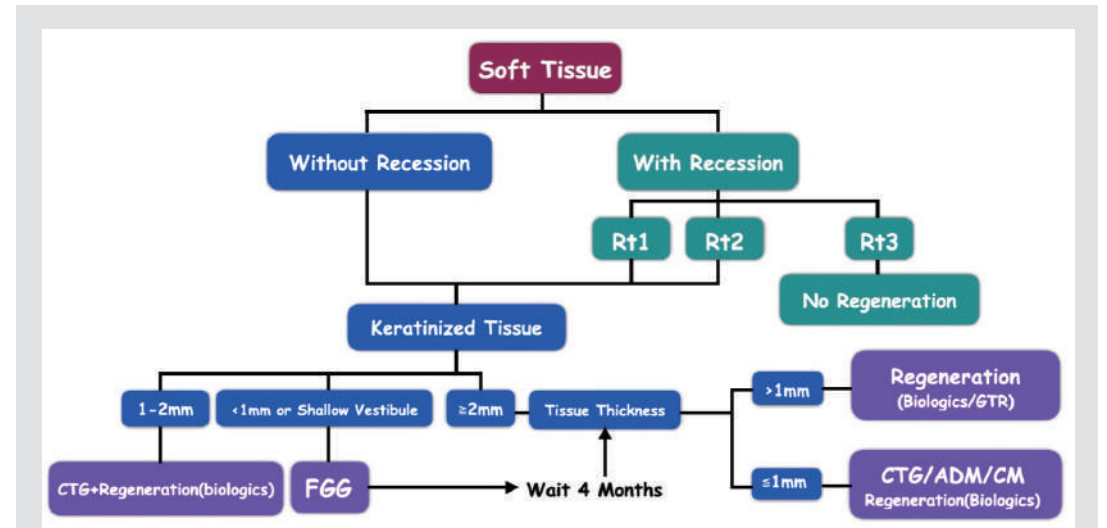 Soft Tissue
Without Recession
With Recession
Rt1
Rt2
Rt3
No Regeneration
Keratinized Tissue
1-2mm
<1mm or Shallow Vestibule
≥2mm
Tissue Thickness
>1mm
Regeneration
(Biologics/GTR)
CTG+Regeneration(biologics)
FGG
Wait 4 Months
≤1mm
CTG/ADM/CM
Regeneration(Biologics)